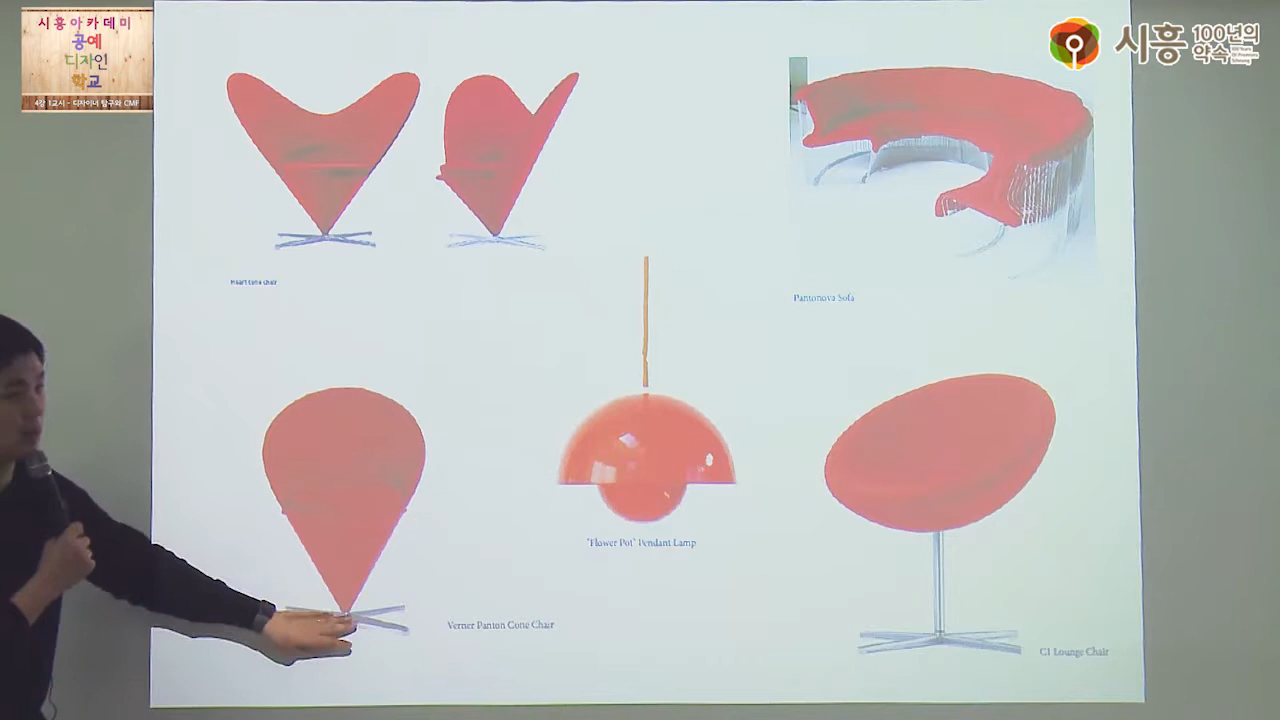 시흥아카데미
공예
디자인
학교
4강 1교시 - 디자이너 탐구와 CMF
시흥
100년의
약속
Heart cone chair
Pantonova Sofa
"Flower Pot" Pendant Lamp
Verner Panton Cone Chair
C1 Lounge Chair